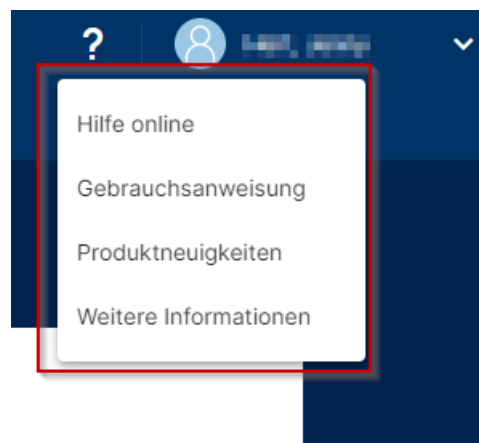 ?
Hilfe online
Gebrauchsanweisung
Produktneuigkeiten
Weitere Informationen